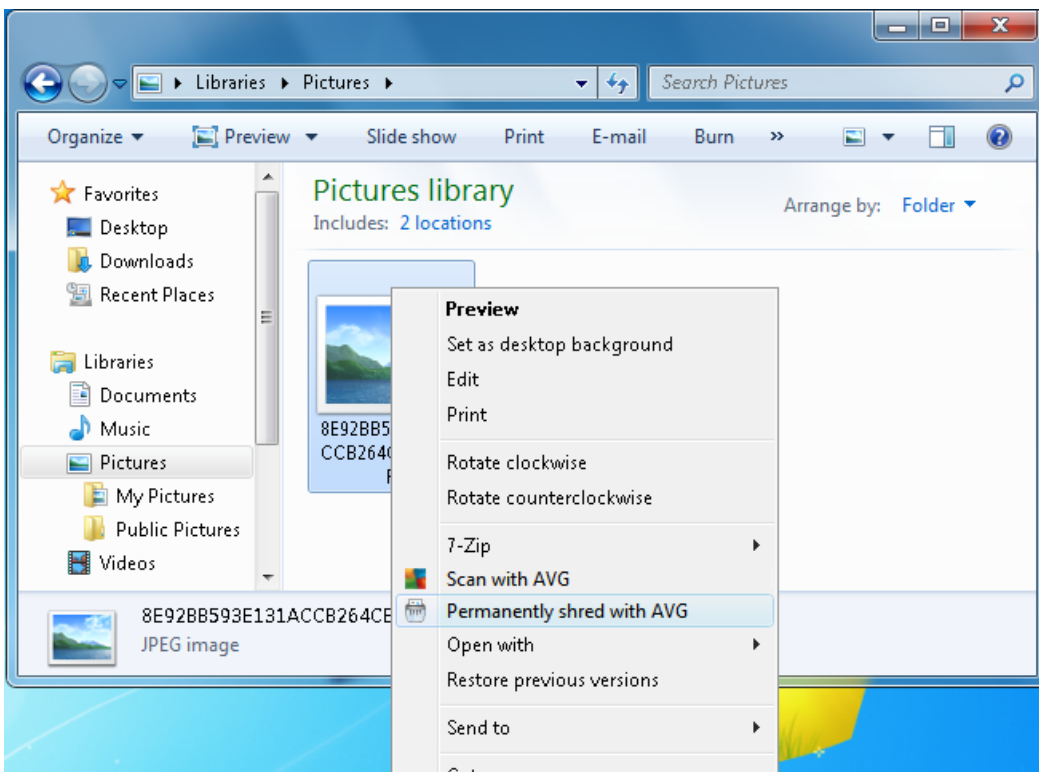 Libraries Pictures
Search Pictures
Organize Preview Slide show Print E-mail Burn »
Favorites
Desktop
Downloads
Recent Places
Libraries
Documents
Music
Pictures
My Pictures
Public Pictures
Videos
Pictures library
Includes: 2 locations
Arrange by: Folder
8E92BB5
CCB264
Preview
Set as desktop background
Edit
Print
Rotate clockwise
Rotate counterclockwise
7-Zip
Scan with AVG
Permanently shred with AVG
Open with
Restore previous versions
Send to
8E92BB593E131ACCB264CE
JPEG image